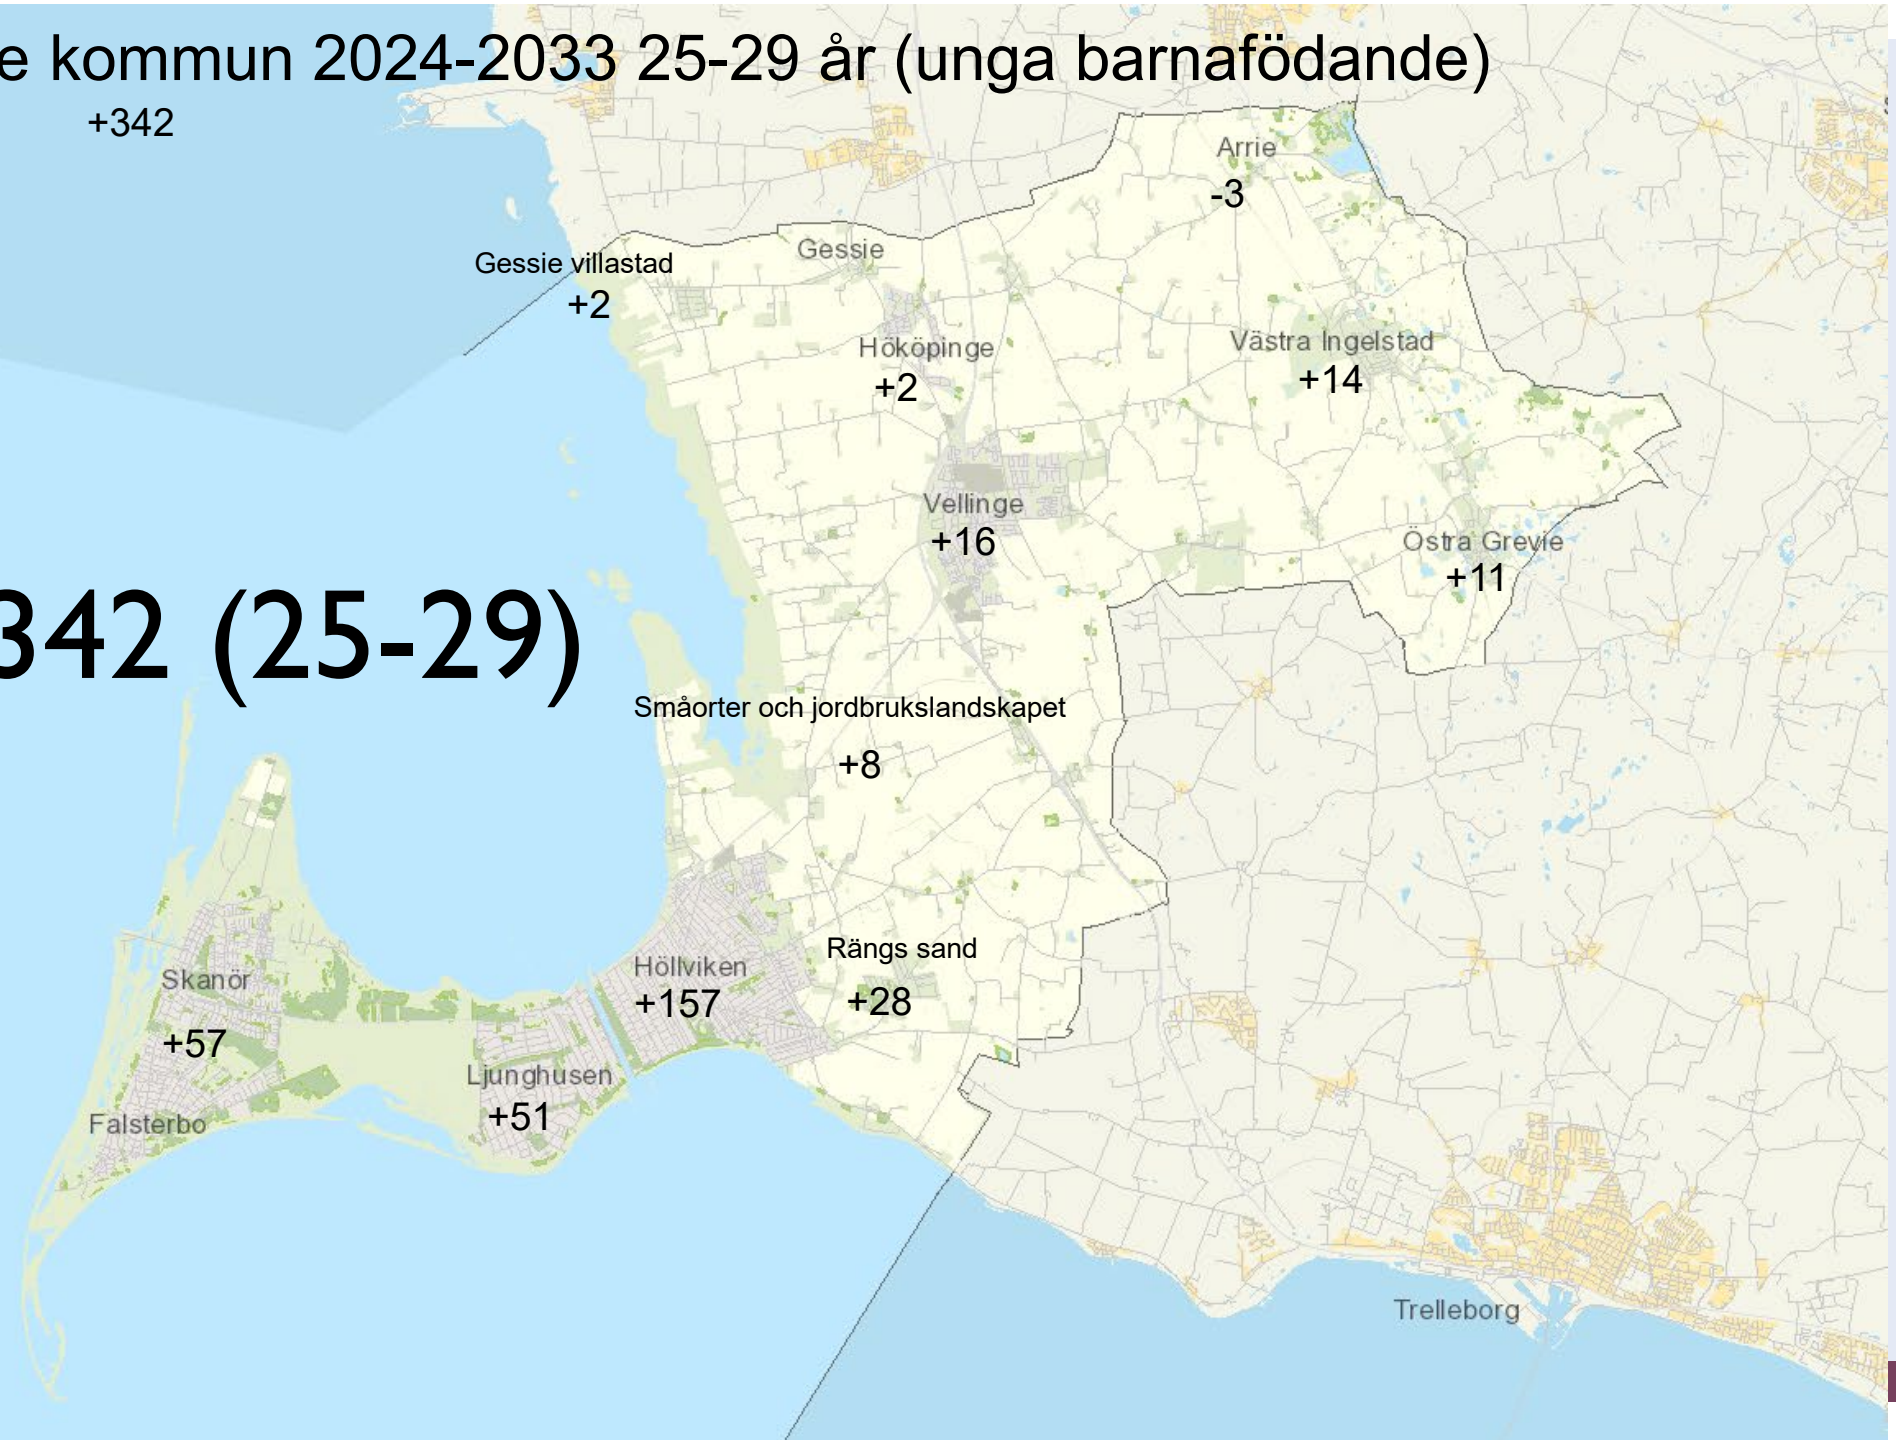 e kommun 2024-2033 25-29 år (unga barnafödande)
+342
Arrie
-3
Gessie
Gessie villastad
+2
Hököpinge
+2
Västra Ingelstad
+14
Vellinge
+16
Östra Grevie
+11
342 (25-29)
Småorter och jordbrukslandskapet
+8
Rängs sand
+28
Höllviken
+157
Skanör
+57
Ljunghusen
+51
Falsterbo
Trelleborg